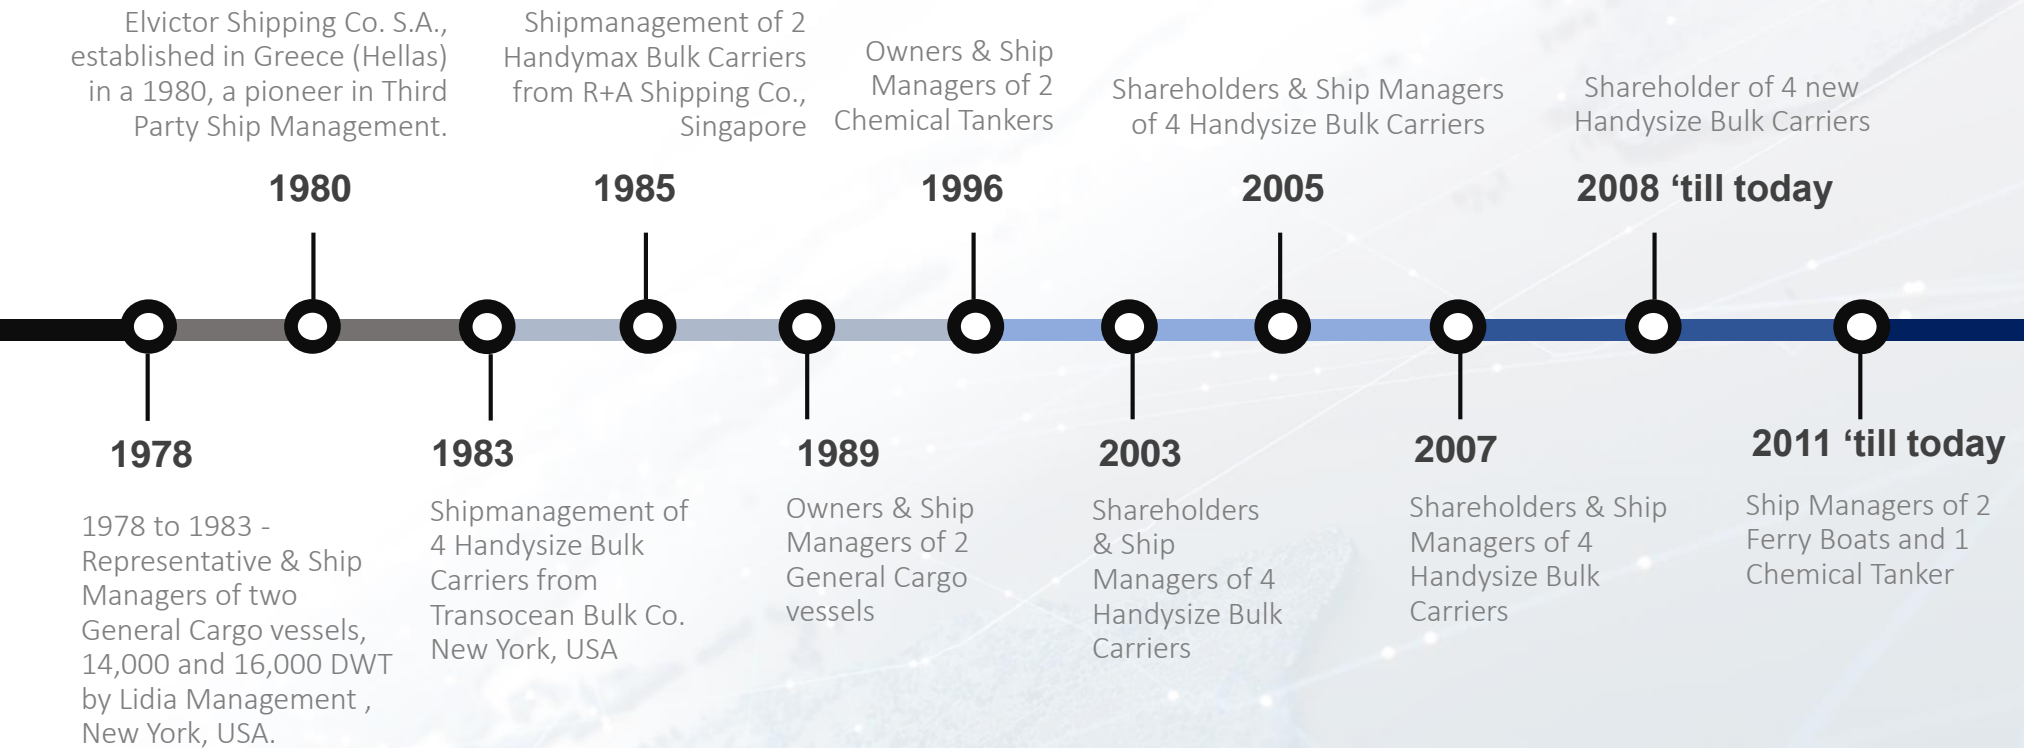 Elvictor Shipping Co. S.A.,
established in Greece (Hellas)
in a 1980, a pioneer in Third
Party Ship Management.
1980
Shipmanagement of 2
Handymax Bulk Carriers
from R+A Shipping Co.,
Singapore
1985
Owners & Ship
Managers of 2
Chemical Tankers
1996
Shareholders & Ship Managers
of 4 Handysize Bulk Carriers
2005
Shareholder of 4 new
Handysize Bulk Carriers
2008 ‘till today
1978
1978 to 1983 -
Representative & Ship
Managers of two
General Cargo vessels,
14,000 and 16,000 DWT
by Lidia Management ,
New York, USA.
1983
Shipmanagement of
4 Handysize Bulk
Carriers from
Transocean Bulk Co.
New York, USA
1989
Owners & Ship
Managers of 2
General Cargo
vessels
2003
Shareholders
& Ship
Managers of 4
Handysize Bulk
Carriers
2007
Shareholders & Ship
Managers of 4
Handysize Bulk
Carriers
2011 ‘till today
Ship Managers of 2
Ferry Boats and 1
Chemical Tanker